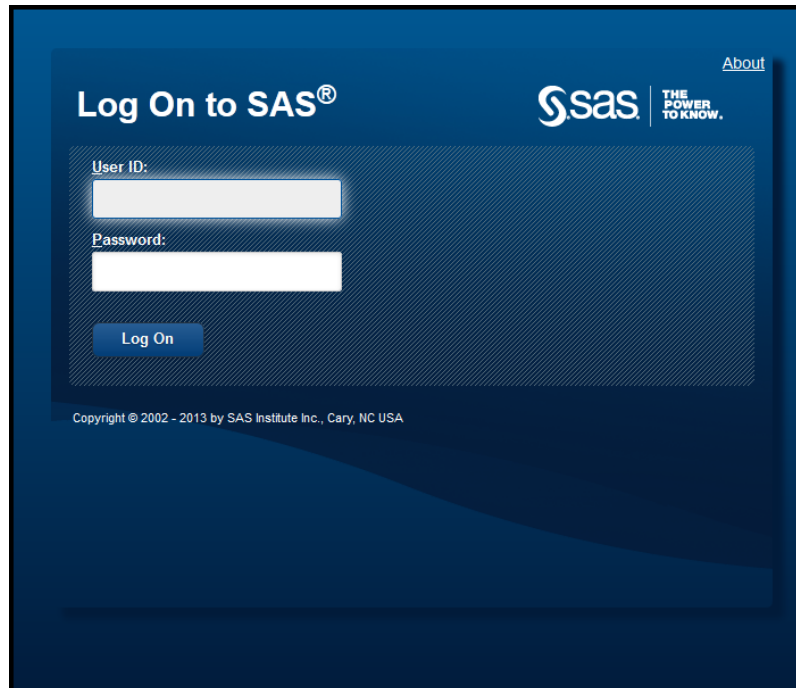 About
Log On to SAS®
sas
THE
POWER
TO KNOW.
User ID:
Password:
Log On
Copyright © 2002 - 2013 by SAS Institute Inc., Cary, NC USA